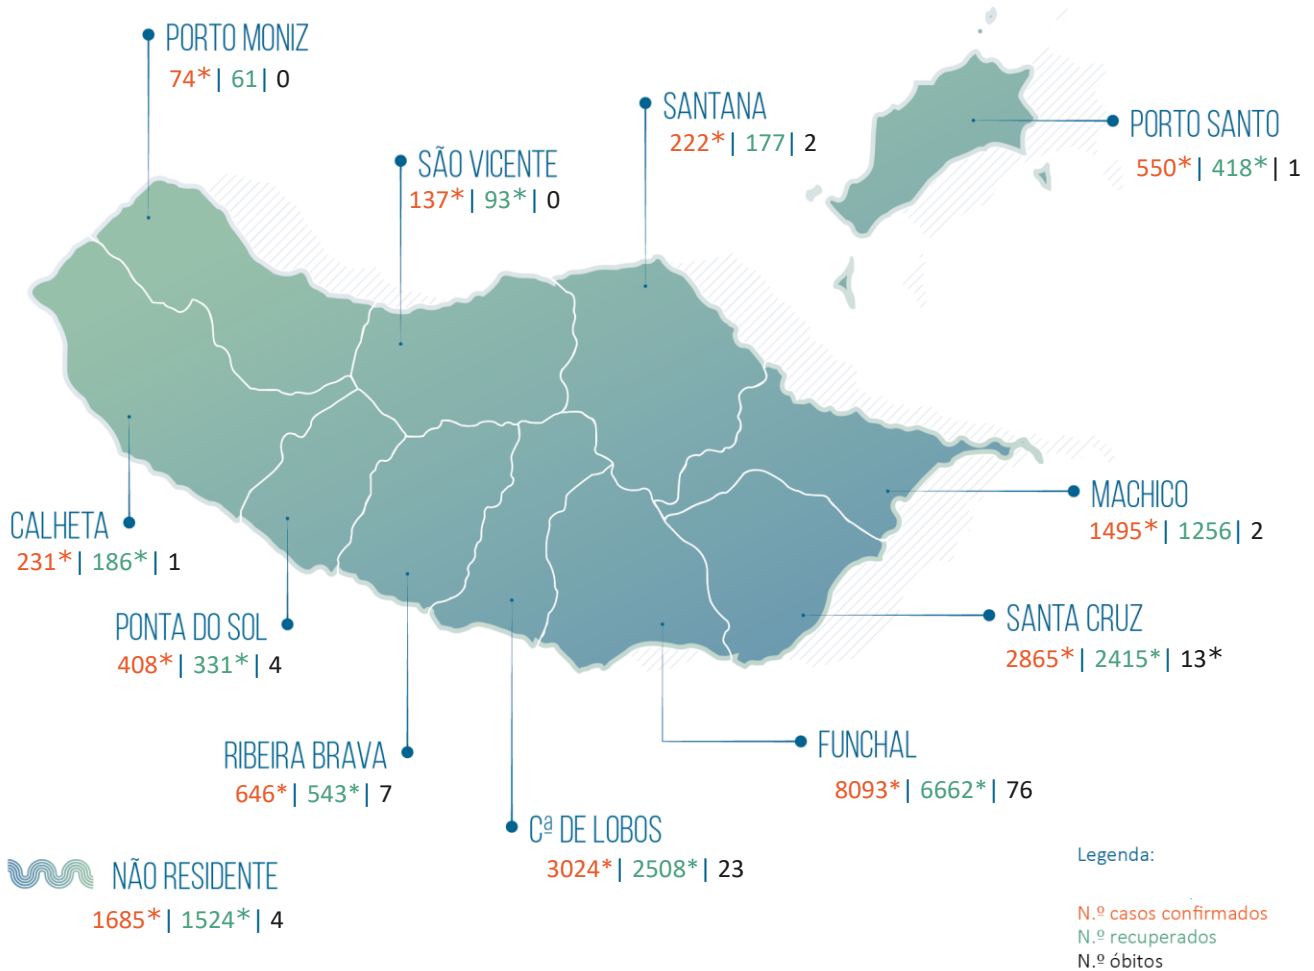 PORTO MONIZ
74*| 61| 0
SANTANA
222*| 177| 2
PORTO SANTO
550*| 418*| 1
SÃO VICENTE
137*| 93*| 0
MACHICO
1495*| 1256| 2
CALHETA
231*| 186*| 1
PONTA DO SOL
408*| 331*| 4
SANTA CRUZ
2865*| 2415*| 13*
RIBEIRA BRAVA
646*| 543*| 7
FUNCHAL
8093*| 6662*| 76
Cª DE LOBOS
3024*| 2508*| 23
NÃO RESIDENTE
1685*| 1524*| 4
Legenda:
N.º casos confirmados
N.º recuperados
N.º óbitos